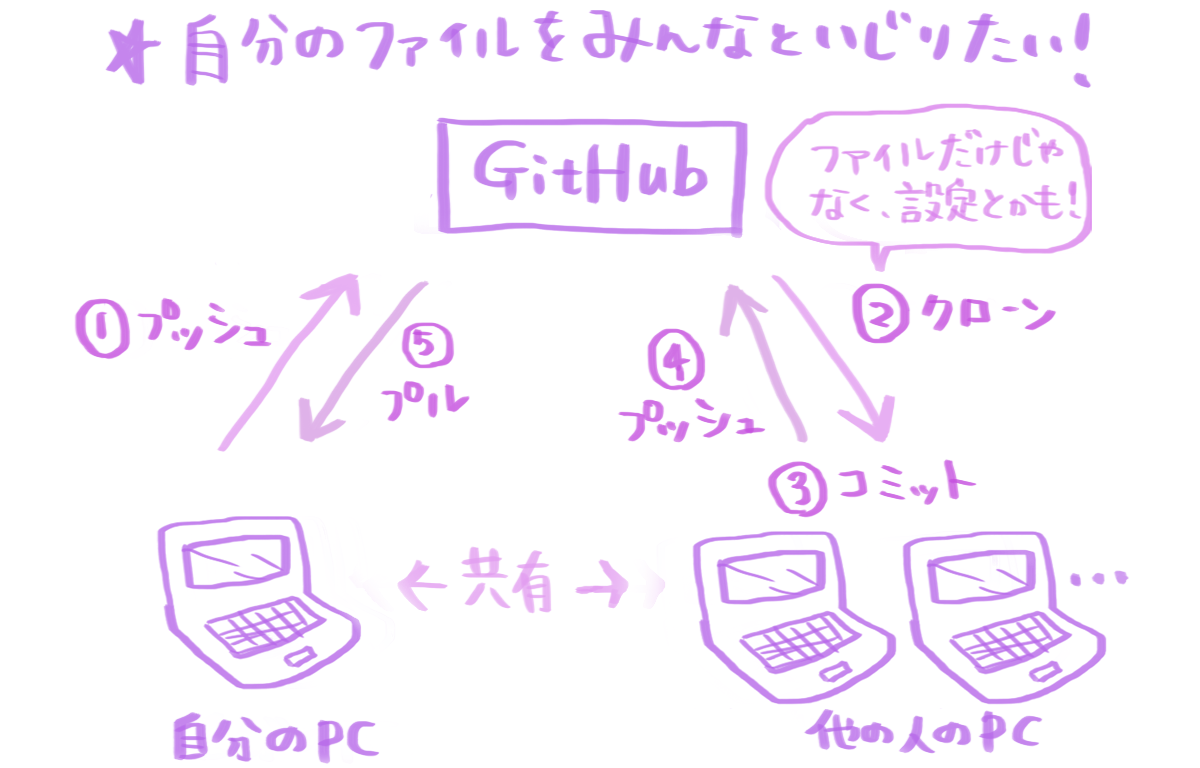 ★自分のファイルをみんなといじりたい!
GitHub
ファイルだけじゃ
なく、設定とかも!
①プッシュ
⑤
プル
④
プッシュ
②クローン
③コミット
←共有→
...
自分のPC
他の人のPC